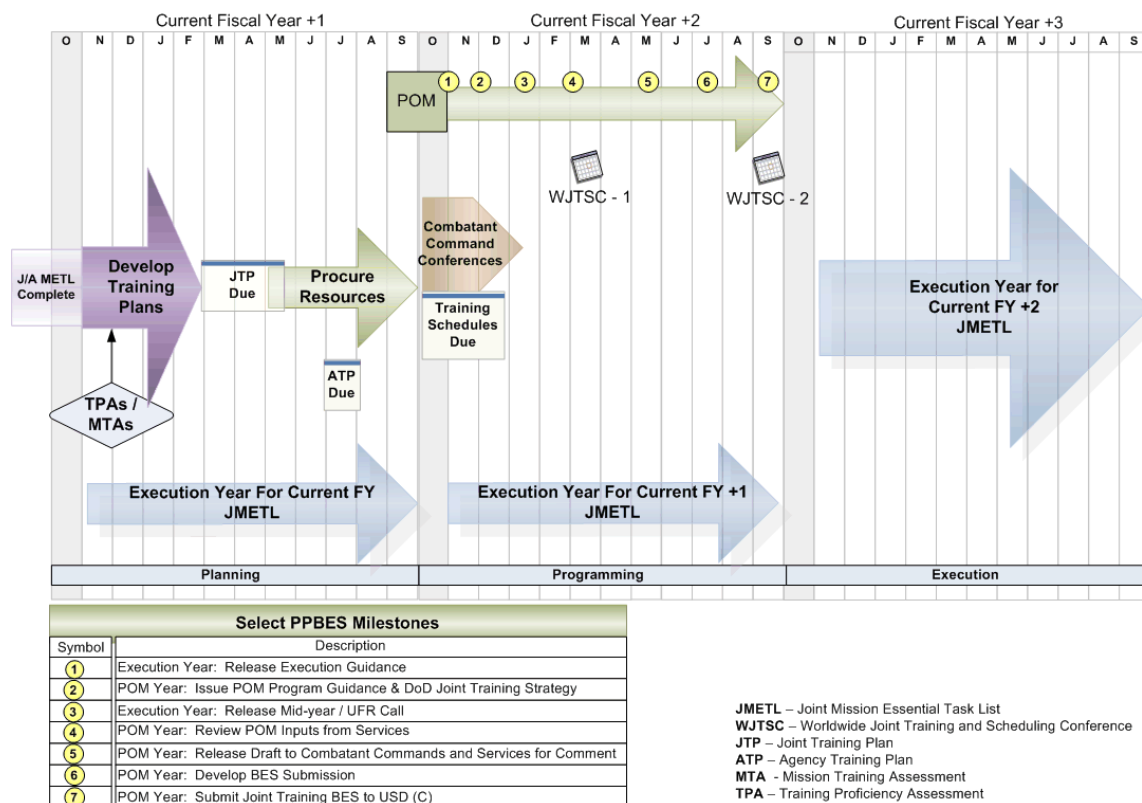 Current Fiscal Year +1
Current Fiscal Year +2
Current Fiscal Year +3
O N D J F M A M J J A S O N D J F M A M J J A S O N D J F M A M J J A S
POM
1 2 3 4 5 6 7
WJTSC - 1
WJTSC - 2
J/A METL
Complete
Develop
Training
Plans
JTP
Due
Procure
Resources
Combatant
Command
Conferences
Training
Schedules
Due
ATP
Due
TPAs /
MTAs
Execution Year for
Current FY +2
JMETL
Execution Year For Current FY
JMETL
Execution Year For Current FY +1
JMETL
Planning
Programming
Execution
Select PPBES Milestones
Symbol Description
1 Execution Year: Release Execution Guidance
2 POM Year: Issue POM Program Guidance & DoD Joint Training Strategy
3 Execution Year: Release Mid-year / UFR Call
4 POM Year: Review POM Inputs from Services
5 POM Year: Release Draft to Combatant Commands and Services for Comment
6 POM Year: Develop BES Submission
7 POM Year: Submit Joint Training BES to USD (C)
JMETL – Joint Mission Essential Task List
WJTSC – Worldwide Joint Training and Scheduling Conference
JTP – Joint Training Plan
ATP – Agency Training Plan
MTA - Mission Training Assessment
TPA – Training Proficiency Assessment